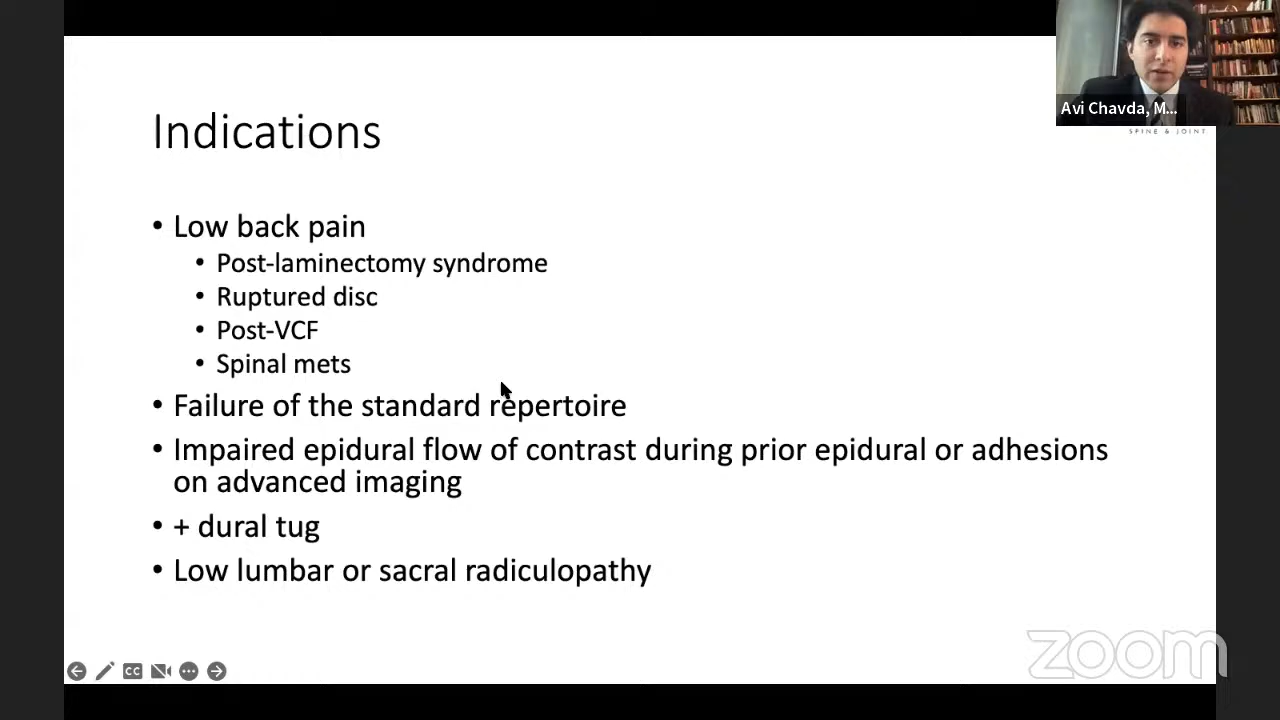 Avi Chavda, M...
SPINE & JOINT
Indications
• Low back pain
• Post-laminectomy syndrome
• Ruptured disc
• Post-VCF
• Spinal mets
• Failure of the standard repertoire
• Impaired epidural flow of contrast during prior epidural or adhesions
on advanced imaging
• + dural tug
• Low lumbar or sacral radiculopathy
CC
zoom